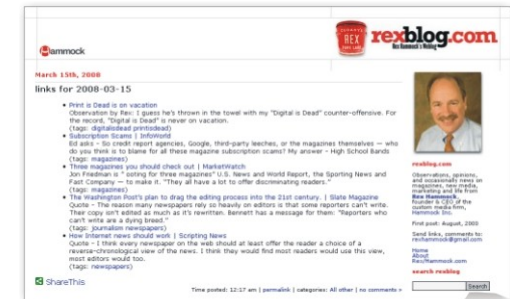 Hammock
REX
rexblog.com
Rex Hammock's Weblog
March 15th, 2008
links for 2008-03-15
• Print is Dead is on vacation
Observation by Rex: I guess he's thrown in the towel with my "Digital is Dead" counter-offensive. For
the record, "Digital is Dead" is never on vacation.
(tags: digitalisdead printisdead)
• Subscription Scams | InfoWorld
Ed asks - So credit report agencies, Google, third-party leeches, or the magazines themselves — who
do you think is to blame for all these magazine subscription scams? My answer - High School Bands
(tags: magazines)
• Three magazines you should check out | MarketWatch
Jon Friedman is " ooting for three magazines" U.S. News and World Report, the Sporting News and
Fast Company — to make it. "They all have a lot to offer discriminating readers."
(tags: magazines)
• The Washington Post's plan to drag the editing process into the 21st century. | Slate Magazine
Quote - The reason many newspapers rely so heavily on editors is that some reporters can't write.
Their copy isn't edited as much as it's rewritten. Bennett has a message for them: "Reporters who
can't write are a dying breed."
(tags: journalism newspapers)
• How Internet news should work | Scripting News
Quote - I think every newspaper on the web should at least offer the reader a choice of a
reverse-chronological view of the news. I think they would find most readers would use this view,
most editors would too.
(tags: newspapers)
ShareThis
Time posted: 12:17 am | permalink | categories: All other | no comments »
rexblog.com
Observations, opinions,
and occasionally news on
magazines, new media,
marketing and life from
Rex Hammock,
founder & CEO of the
custom media firm,
Hammock Inc.
First post: August, 2000
Send links, comments to:
rexhammock@gmail.com
Home
About
RexHammock.com
search rexblog
Search